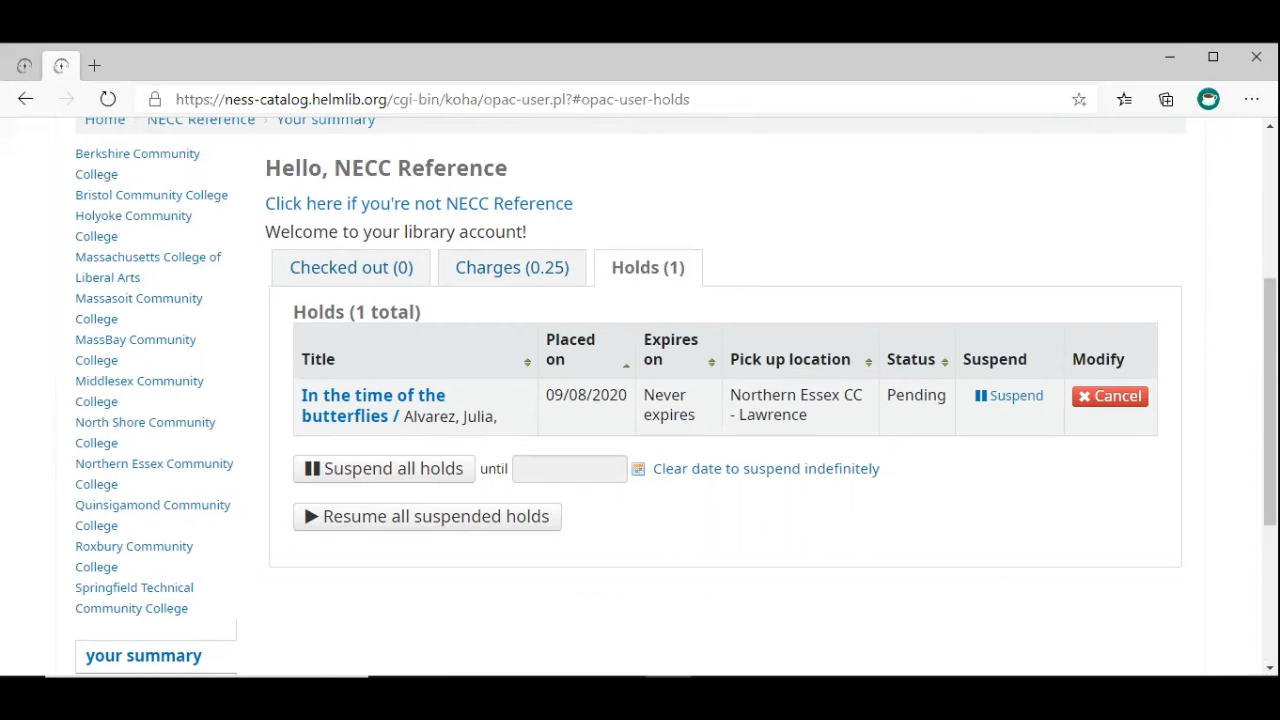 https://ness-catalog.helmlib.org/cgi-bin/koha/opac-user.pl?#opac-user-holds
Home › NECC Reference › Your summary
Berkshire Community
College
Bristol Community College
Holyoke Community
College
Massachusetts College of
Liberal Arts
Massasoit Community
College
MassBay Community
College
Middlesex Community
College
North Shore Community
College
Northern Essex Community
College
Quinsigamond Community
College
Roxbury Community
College
Springfield Technical
Community College
your summary
Hello, NECC Reference
Click here if you're not NECC Reference
Welcome to your library account!
Checked out (0) Charges (0.25) Holds (1)
Holds (1 total)
Title Placed on Expires on Pick up location Status Suspend Modify
In the time of the butterflies / Alvarez, Julia, 09/08/2020 Never expires Northern Essex CC - Lawrence Pending Suspend Cancel
Suspend all holds until Clear date to suspend indefinitely
Resume all suspended holds